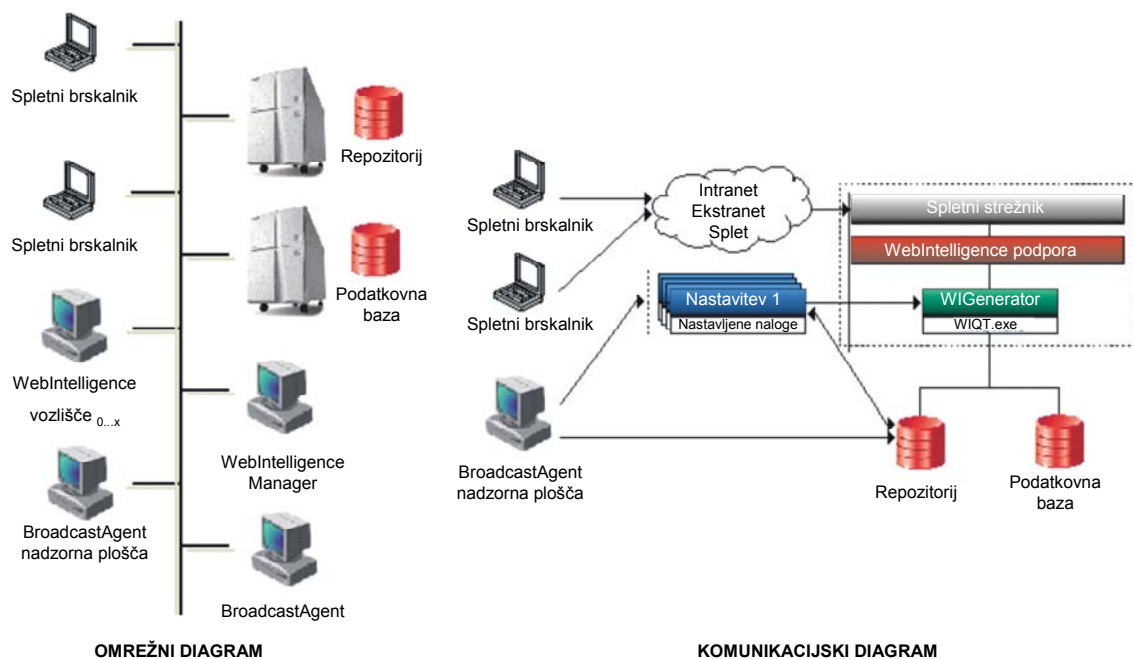 Spletni brskalnik
Repozitorij
Spletni brskalnik
Podatkovna
baza
WebIntelligence
vozlišče 0...x
WebIntelligence
Manager
BroadcastAgent
nadzorna plošča
BroadcastAgent
OMREŽNI DIAGRAM
Spletni brskalnik
Intranet
Ekstranet
Splet
Spletni strežnik
WebIntelligence podpora
Spletni brskalnik
Nastavitev 1
Nastavljene naloge
WIGenerator
WIQT.exe
BroadcastAgent
nadzorna plošča
Repozitorij
Podatkovna
baza
KOMUNIKACIJSKI DIAGRAM